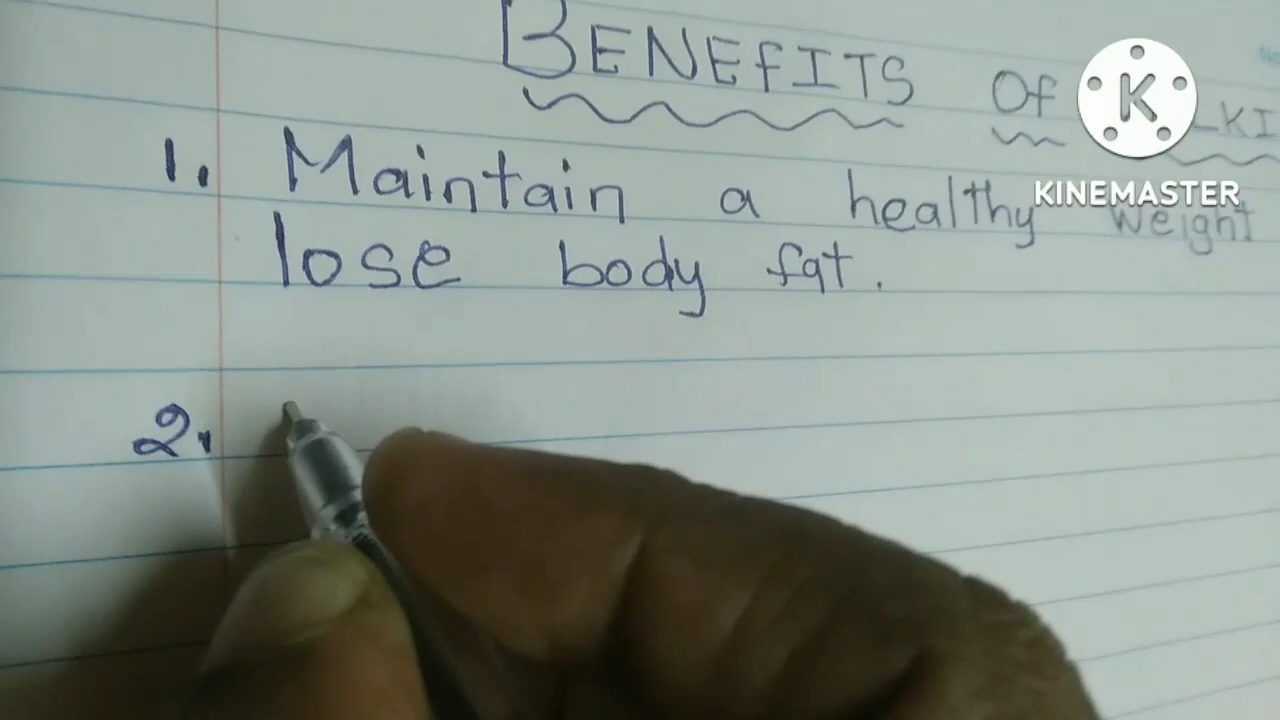 BENEFITS Of
1. Maintain a healthy weight
lose body fat.
2.
K
KINEMASTER